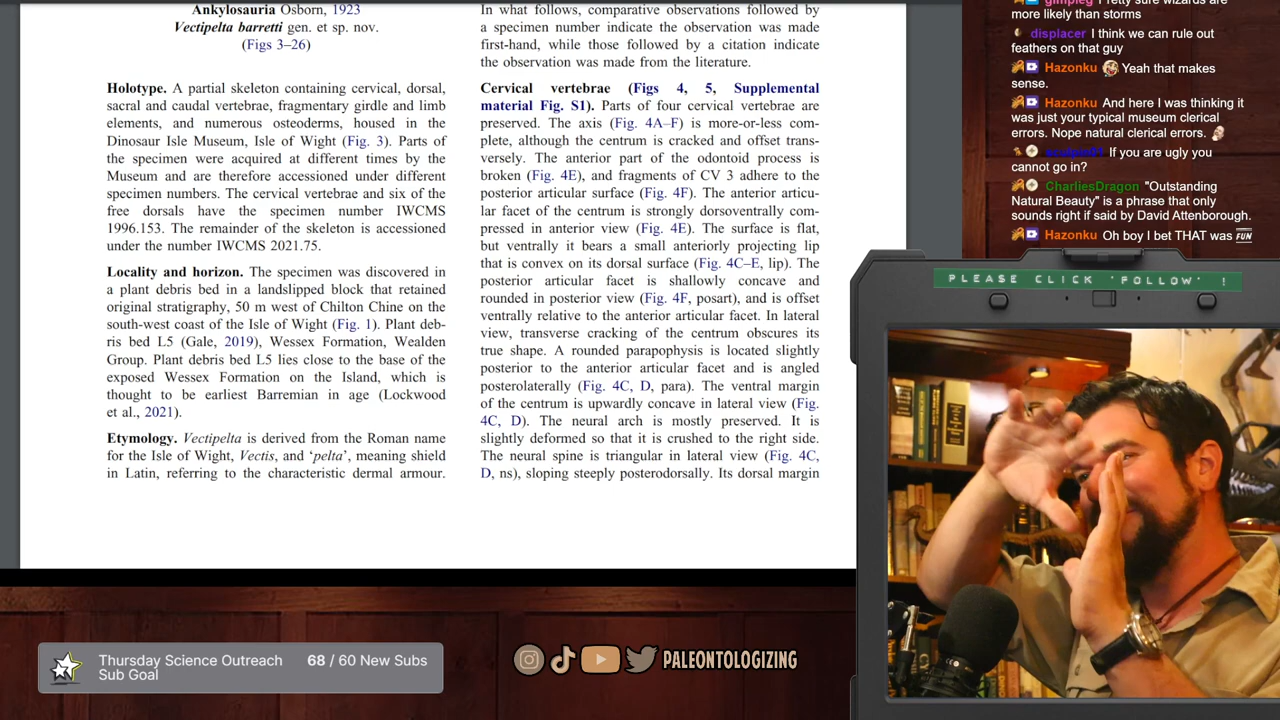 Ankylosauria Osborn, 1923
Vectipelta barretti gen. et sp. nov.
(Figs 3–26)
Holotype. A partial skeleton containing cervical, dorsal,
sacral and caudal vertebrae, fragmentary girdle and limb
elements, and numerous osteoderms, housed in the
Dinosaur Isle Museum, Isle of Wight (Fig. 3). Parts of
the specimen were acquired at different times by the
Museum and are therefore accessioned under different
specimen numbers. The cervical vertebrae and six of the
free dorsals have the specimen number IWCMS
1996.153. The remainder of the skeleton is accessioned
under the number IWCMS 2021.75.
Locality and horizon. The specimen was discovered in
a plant debris bed in a landslipped block that retained
original stratigraphy, 50 m west of Chilton Chine on the
south-west coast of the Isle of Wight (Fig. 1). Plant deb-
ris bed L5 (Gale, 2019), Wessex Formation, Wealden
Group. Plant debris bed L5 lies close to the base of the
exposed Wessex Formation on the Island, which is
thought to be earliest Barremian in age (Lockwood
et al., 2021).
Etymology. Vectipelta is derived from the Roman name
for the Isle of Wight, Vectis, and ‘pelta’, meaning shield
in Latin, referring to the characteristic dermal armour.
In what follows, comparative observations followed by
a specimen number indicate the observation was made
first-hand, while those followed by a citation indicate
the observation was made from the literature.
Cervical vertebrae (Figs 4, 5, Supplemental
material Fig. S1). Parts of four cervical vertebrae are
preserved. The axis (Fig. 4A–F) is more-or-less com-
plete, although the centrum is cracked and offset trans-
versely. The anterior part of the odontoid process is
broken (Fig. 4E), and fragments of CV 3 adhere to the
posterior articular surface (Fig. 4F). The anterior articu-
lar facet of the centrum is strongly dorsoventrally com-
pressed in anterior view (Fig. 4E). The surface is flat,
but ventrally it bears a small anteriorly projecting lip
that is convex on its dorsal surface (Fig. 4C–E, lip). The
posterior articular facet is shallowly concave and
rounded in posterior view (Fig. 4F, posart), and is offset
ventrally relative to the anterior articular facet. In lateral
view, transverse cracking of the centrum obscures its
true shape. A rounded parapophysis is located slightly
posterior to the anterior articular facet and is angled
posterolaterally (Fig. 4C, D, para). The ventral margin
of the centrum is upwardly concave in lateral view (Fig.
4C, D). The neural arch is mostly preserved. It is
slightly deformed so that it is crushed to the right side.
The neural spine is triangular in lateral view (Fig. 4C,
D, ns), sloping steeply posterodorsally. Its dorsal margin
more likely than storms
displacer I think we can rule out
feathers on that guy
Hazonku Yeah that makes
sense.
Hazonku And here I was thinking it
was just your typical museum clerical
errors. Nope natural clerical errors.
If you are ugly you
cannot go in?
CharliesDragon "Outstanding
Natural Beauty" is a phrase that only
sounds right if said by David Attenborough.
Hazonku Oh boy I bet THAT was FUN
PLEASE CLICK 'FOLLOW' !
Thursday Science Outreach 68 / 60 New Subs
Sub Goal
PALEONTOLOGIZING